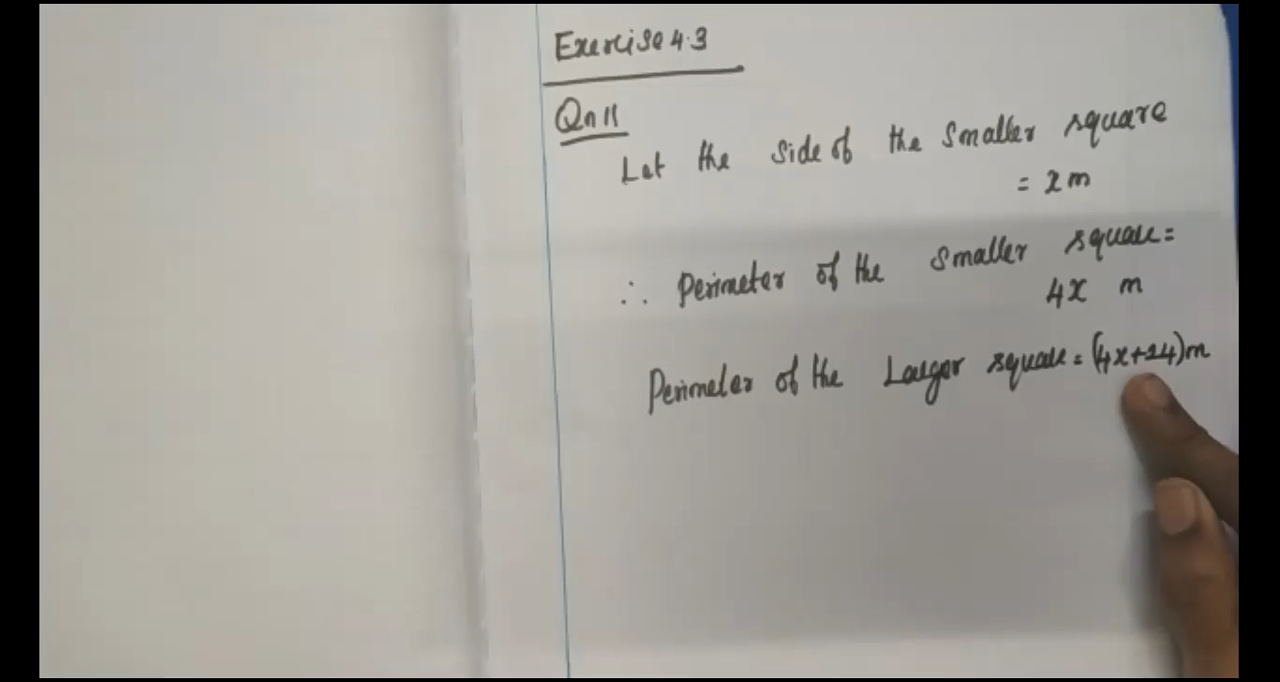 Exercise 4.3
Qn 11
Let the side of the smaller square
= x m
∴ Perimeter of the smaller square =
4x m
Perimeter of the Larger square = (4x+24)m